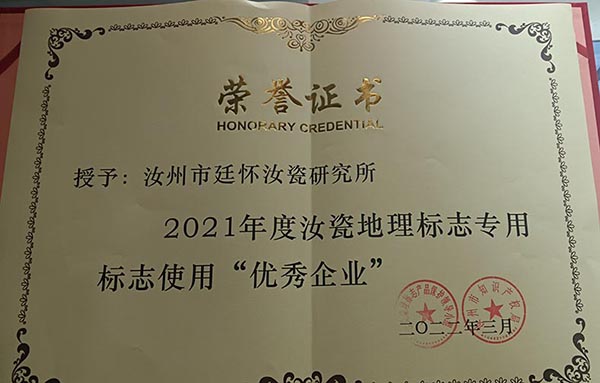 荣誉证书
HONORARY CREDENTIAL
授予：汝州市廷怀汝瓷研究所
2021年度汝瓷地理标志专用
标志使用“优秀企业”
二〇二二年三月